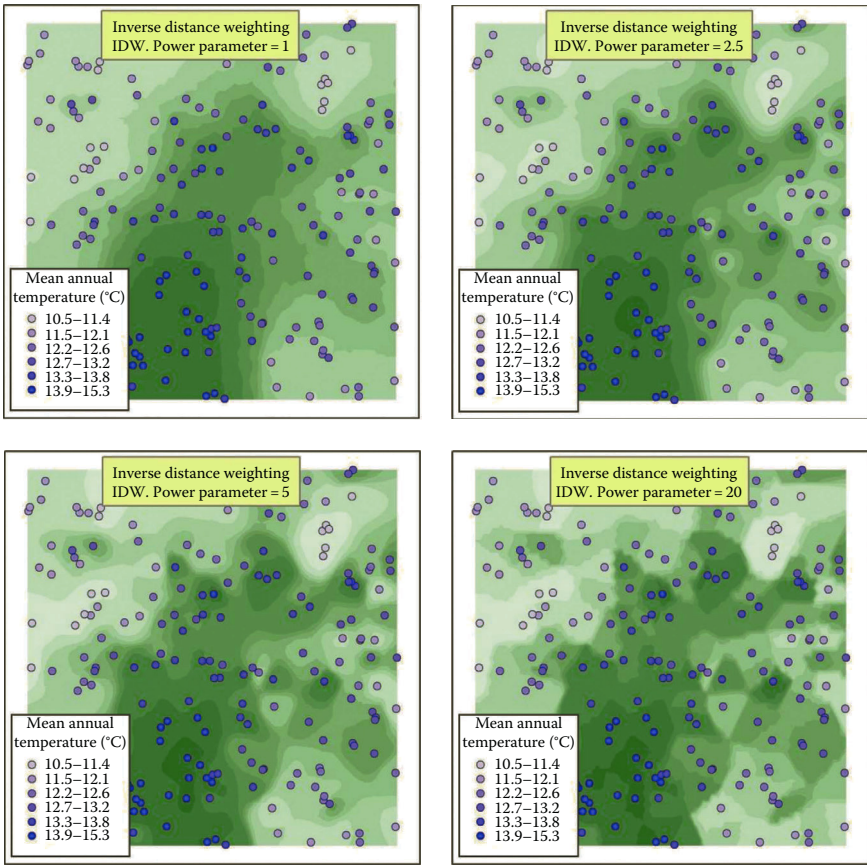 Inverse distance weighting
IDW. Power parameter = 1
Mean annual
temperature (°C)
10.5–11.4
11.5–12.1
12.2–12.6
12.7–13.2
13.3–13.8
13.9–15.3
Inverse distance weighting
IDW. Power parameter = 2.5
Mean annual
temperature (°C)
10.5–11.4
11.5–12.1
12.2–12.6
12.7–13.2
13.3–13.8
13.9–15.3
Inverse distance weighting
IDW. Power parameter = 5
Mean annual
temperature (°C)
10.5–11.4
11.5–12.1
12.2–12.6
12.7–13.2
13.3–13.8
13.9–15.3
Inverse distance weighting
IDW. Power parameter = 20
Mean annual
temperature (°C)
10.5–11.4
11.5–12.1
12.2–12.6
12.7–13.2
13.3–13.8
13.9–15.3